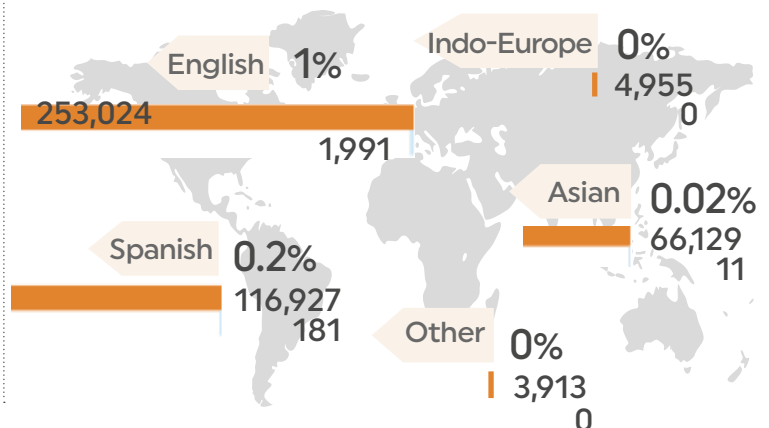 English 1%
253,024
1,991
Indo-Europe 0%
4,955
0
Asian 0.02%
66,129
11
Spanish 0.2%
116,927
181
Other 0%
3,913
0